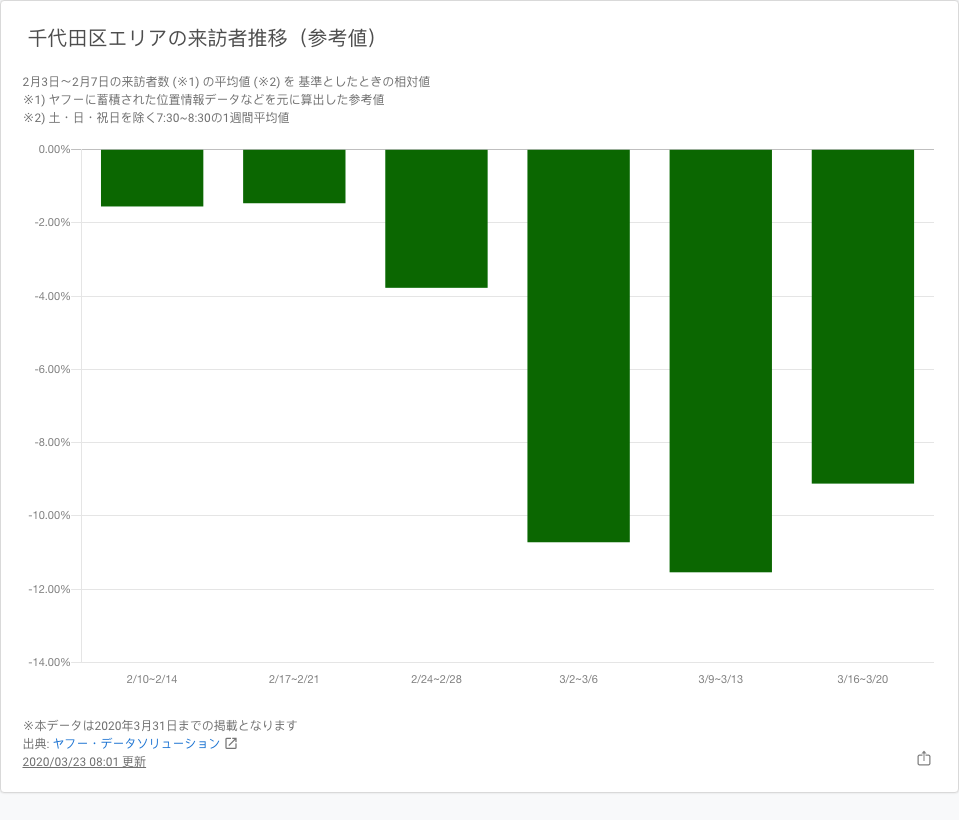 千代田区エリアの来訪者推移（参考値）
2月3日〜2月7日の来訪者数 (※1) の平均値 (※2) を 基準としたときの相対値
※1) ヤフーに蓄積された位置情報データなどを元に算出した参考値
※2) 土・日・祝日を除く7:30~8:30の1週間平均値
0.00%
-2.00%
-4.00%
-6.00%
-8.00%
-10.00%
-12.00%
-14.00%
2/10~2/14
2/17~2/21
2/24~2/28
3/2~3/6
3/9~3/13
3/16~3/20
※本データは2020年3月31日までの掲載となります
出典: ヤフー・データソリューション
2020/03/23 08:01 更新